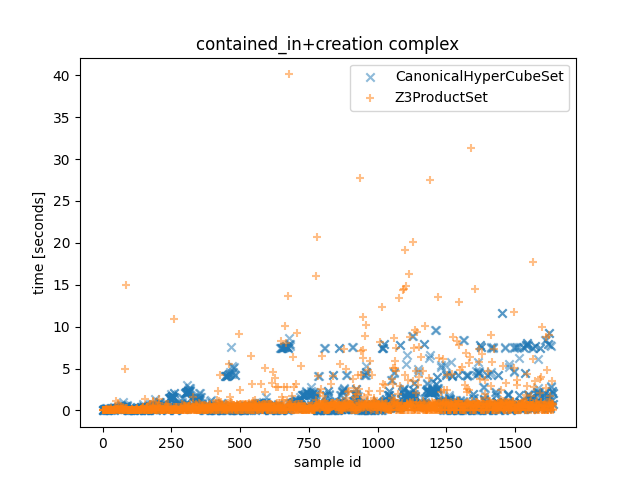 contained_in+creation complex
CanonicalHyperCubeSet
Z3ProductSet
time [seconds]
40
35
30
25
20
15
10
5
0
0 250 500 750 1000 1250 1500
sample id